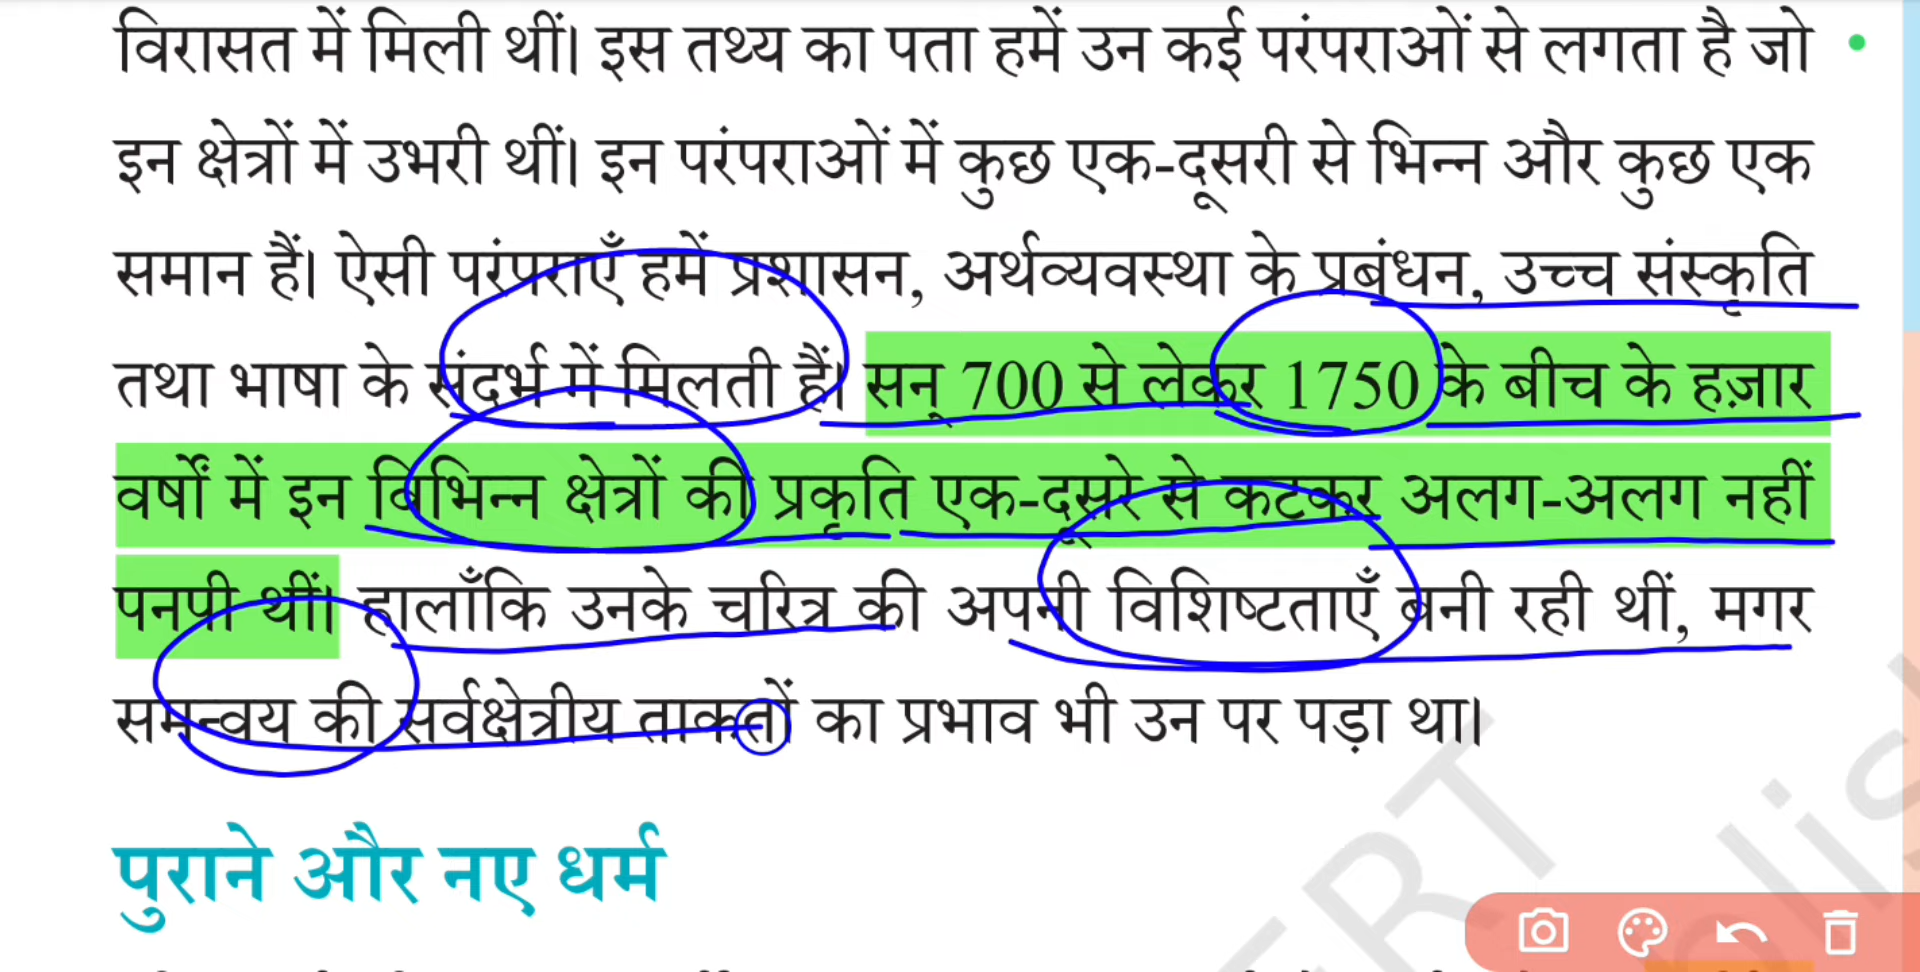 विरासत में मिली थीं। इस तथ्य का पता हमें उन कई परंपराओं से लगता है जो
इन क्षेत्रों में उभरी थीं। इन परंपराओं में कुछ एक-दूसरी से भिन्न और कुछ एक
समान हैं। ऐसी परंपराएँ हमें प्रशासन, अर्थव्यवस्था के प्रबंधन, उच्च संस्कृति
तथा भाषा के संदर्भ में मिलती हैं। सन् 700 से लेकर 1750 के बीच के हज़ार
वर्षों में इन विभिन्न क्षेत्रों की प्रकृति एक-दूसरे से कटकर अलग-अलग नहीं
पनपी थीं। हालाँकि उनके चरित्र की अपनी विशिष्टताएँ बनी रही थीं, मगर
समन्वय की सर्वक्षेत्रीय ताकतों का प्रभाव भी उन पर पड़ा था।
पुराने और नए धर्म